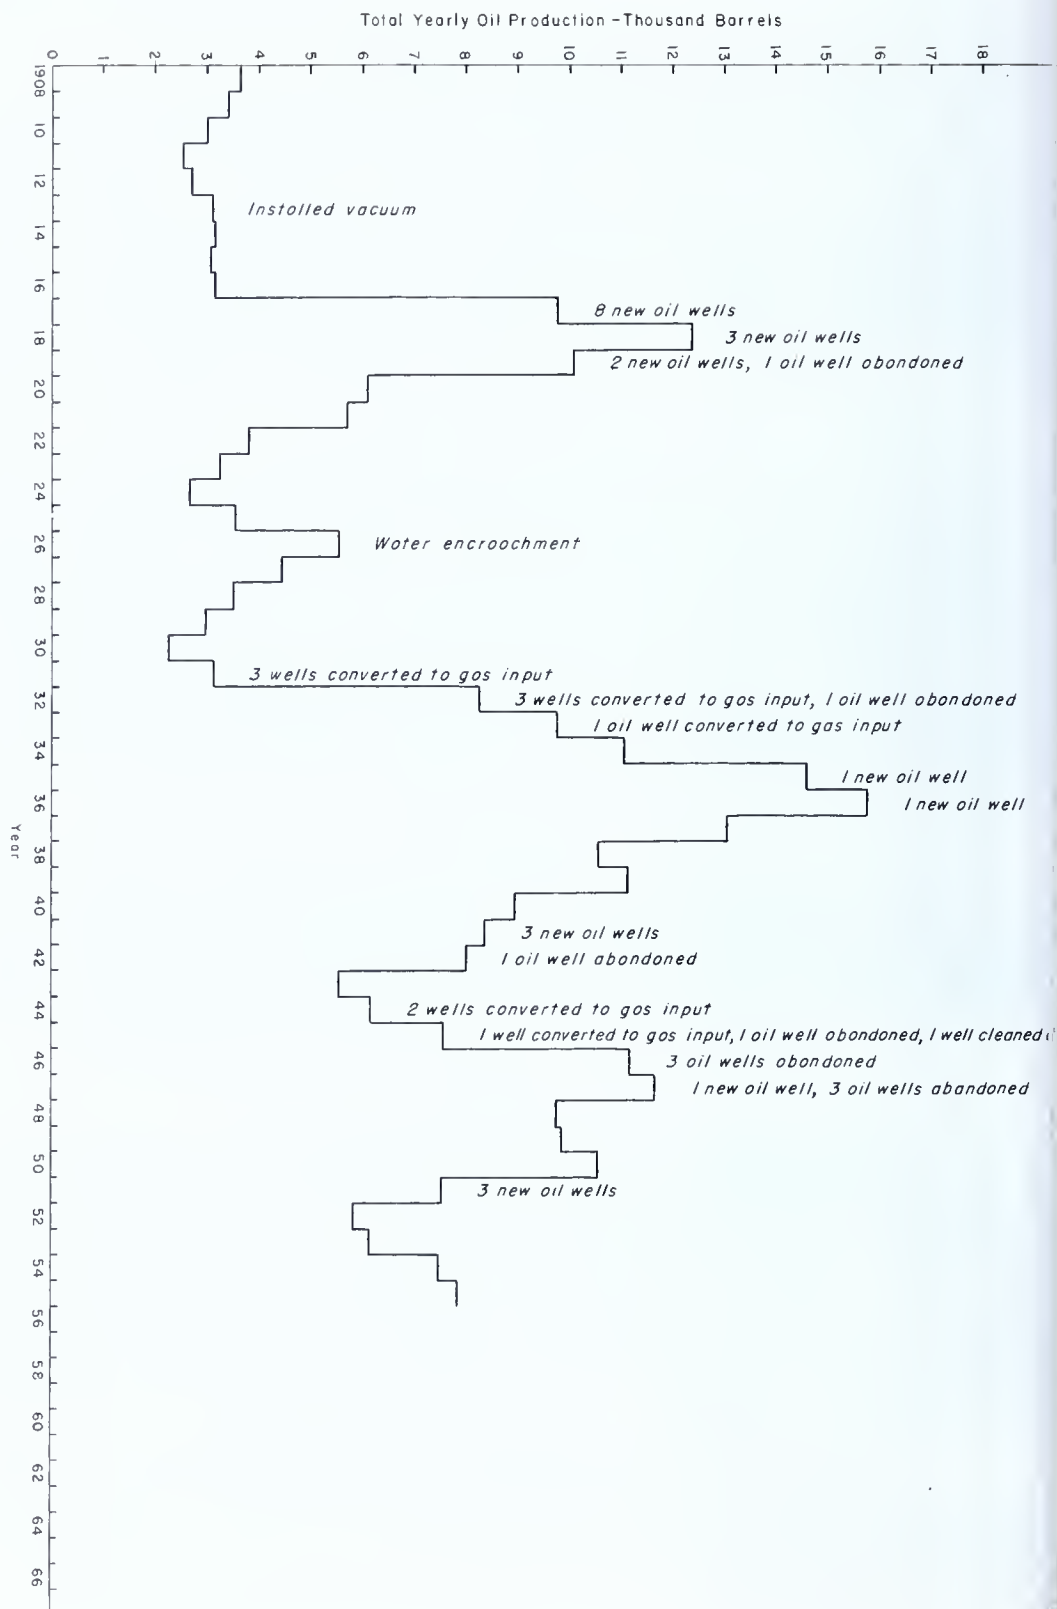 Total Yearly Oil Production - Thousand Barrels
0 1 2 3 4 5 6 7 8 9 10 11 12 13 14 15 16 17 18
1908
10
12
Instolled vacuum
14
16
8 new oil wells
18
3 new oil wells
2 new oil wells, 1 oil well obondoned
20
22
24
26
Woter encroochment
28
30
3 wells converted to gos input
32
3 wells converted to gos input, 1 oil well obondoned
1 oil well converted to gas input
34
1 new oil well
36
1 new oil well
Year
38
40
3 new oil wells
42
1 oil well abandoned
44
2 wells converted to gos input
1 well converted to gos input, 1 oil well obondoned, 1 well cleaned
46
3 oil wells obondoned
1 new oil well, 3 oil wells abandoned
48
50
3 new oil wells
52
54
56
58
60
62
64
66